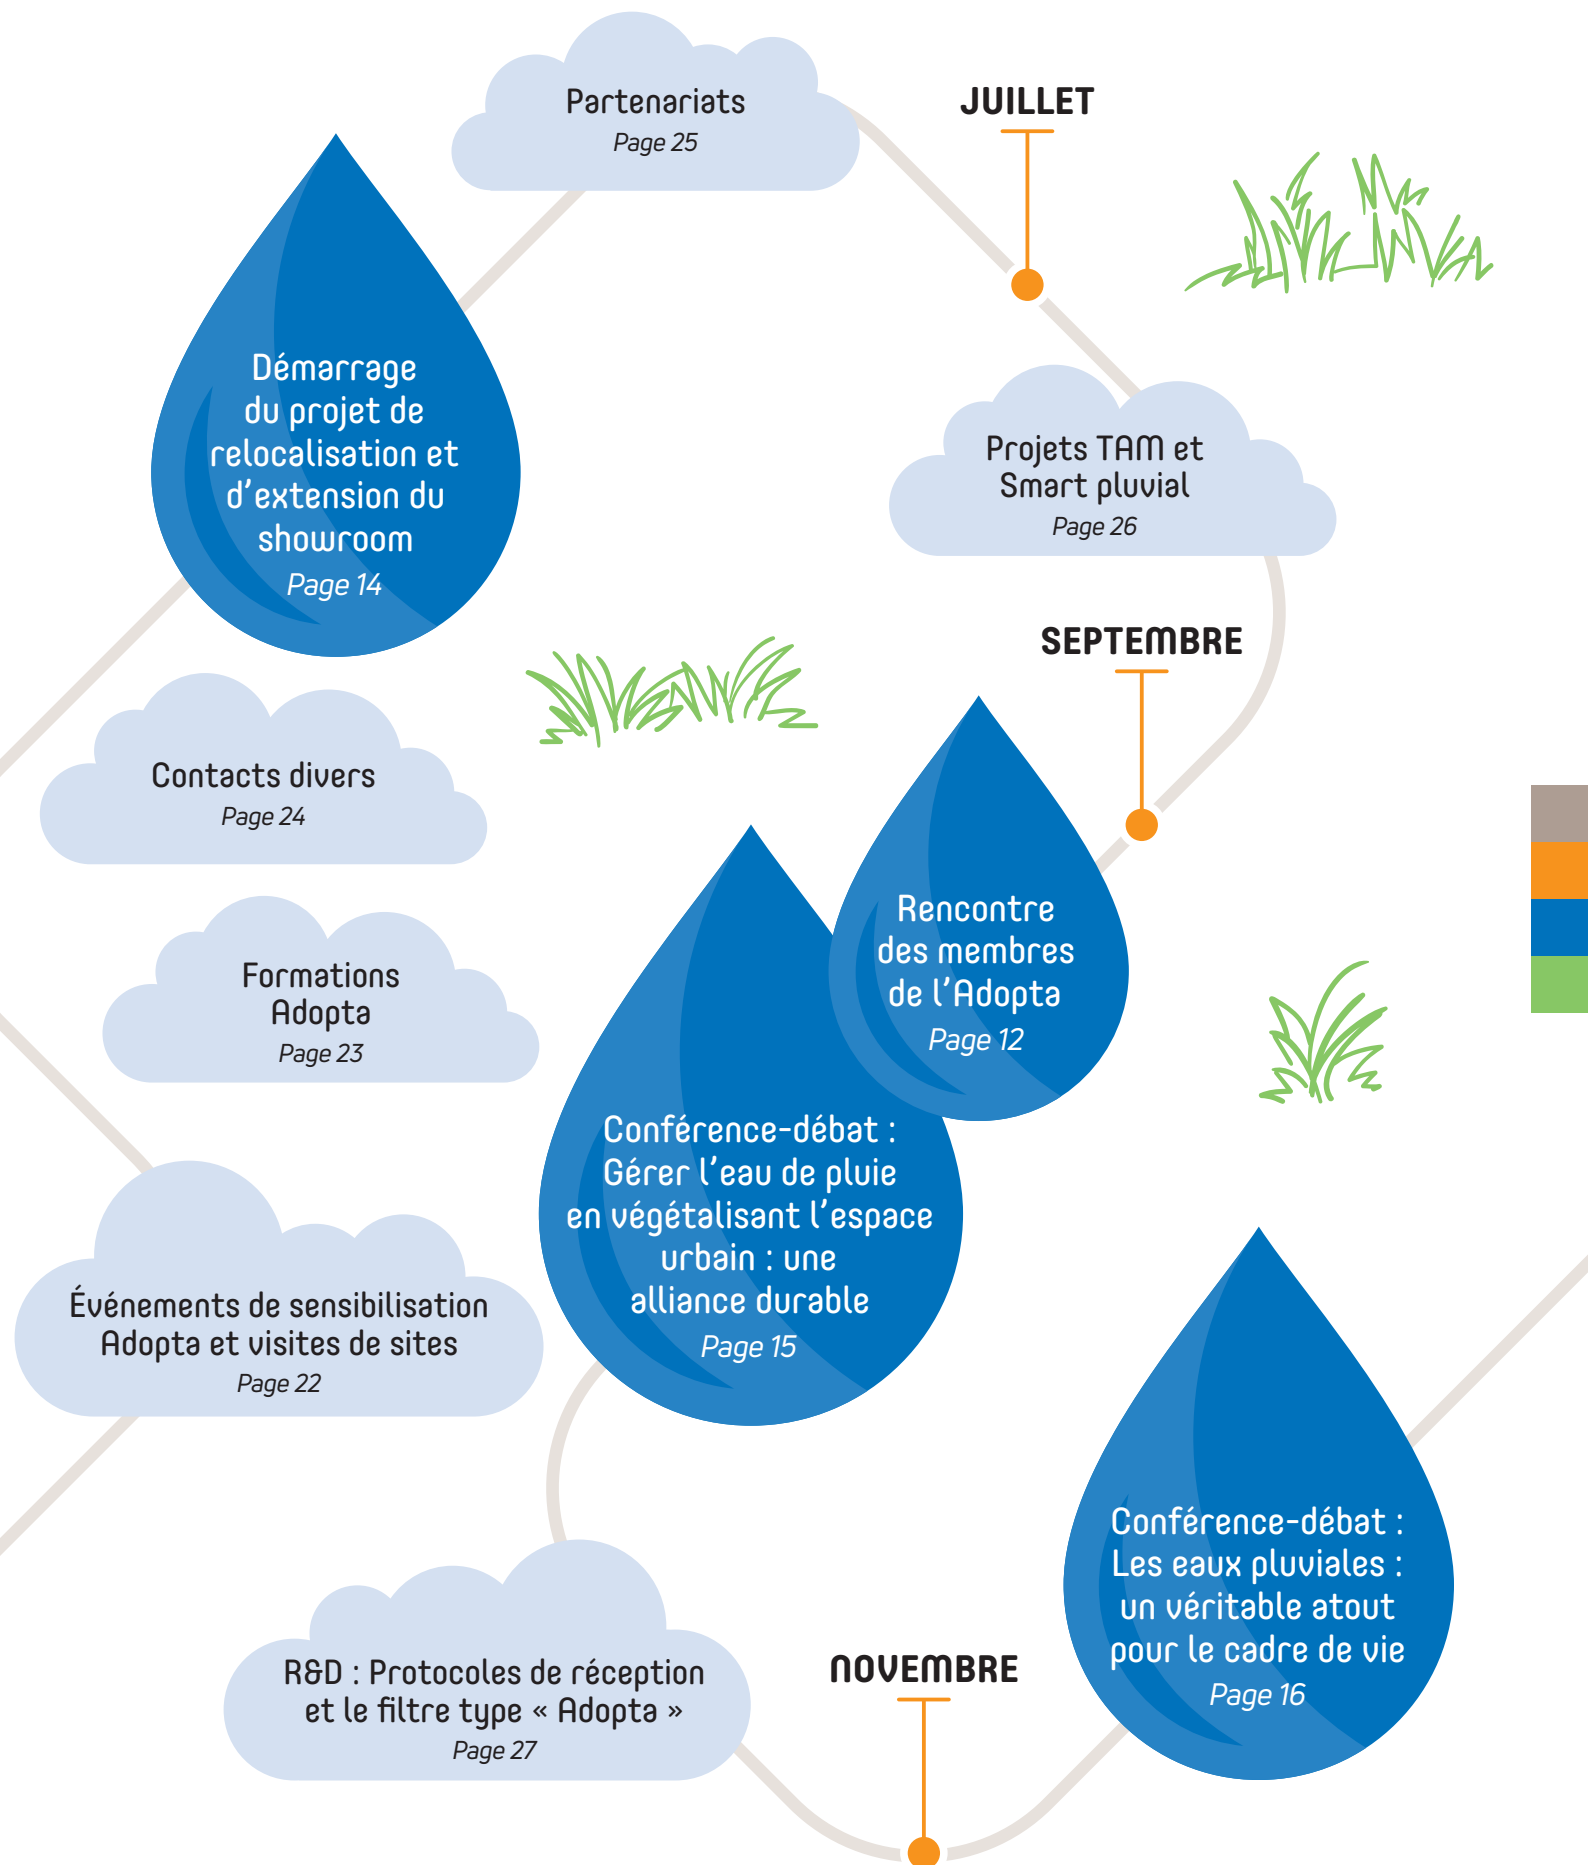 Partenariats
Page 25
JUILLET
Démarrage
du projet de
relocalisation et
d’extension du
showroom
Page 14
Projets TAM et
Smart pluvial
Page 26
SEPTEMBRE
Contacts divers
Page 24
Rencontre
des membres
de l’Adopta
Page 12
Formations
Adopta
Page 23
Conférence-débat :
Gérer l’eau de pluie
en végétalisant l’espace
urbain : une
alliance durable
Page 15
Événements de sensibilisation
Adopta et visites de sites
Page 22
Conférence-débat :
Les eaux pluviales :
un véritable atout
pour le cadre de vie
Page 16
R&D : Protocoles de réception
et le filtre type « Adopta »
Page 27
NOVEMBRE